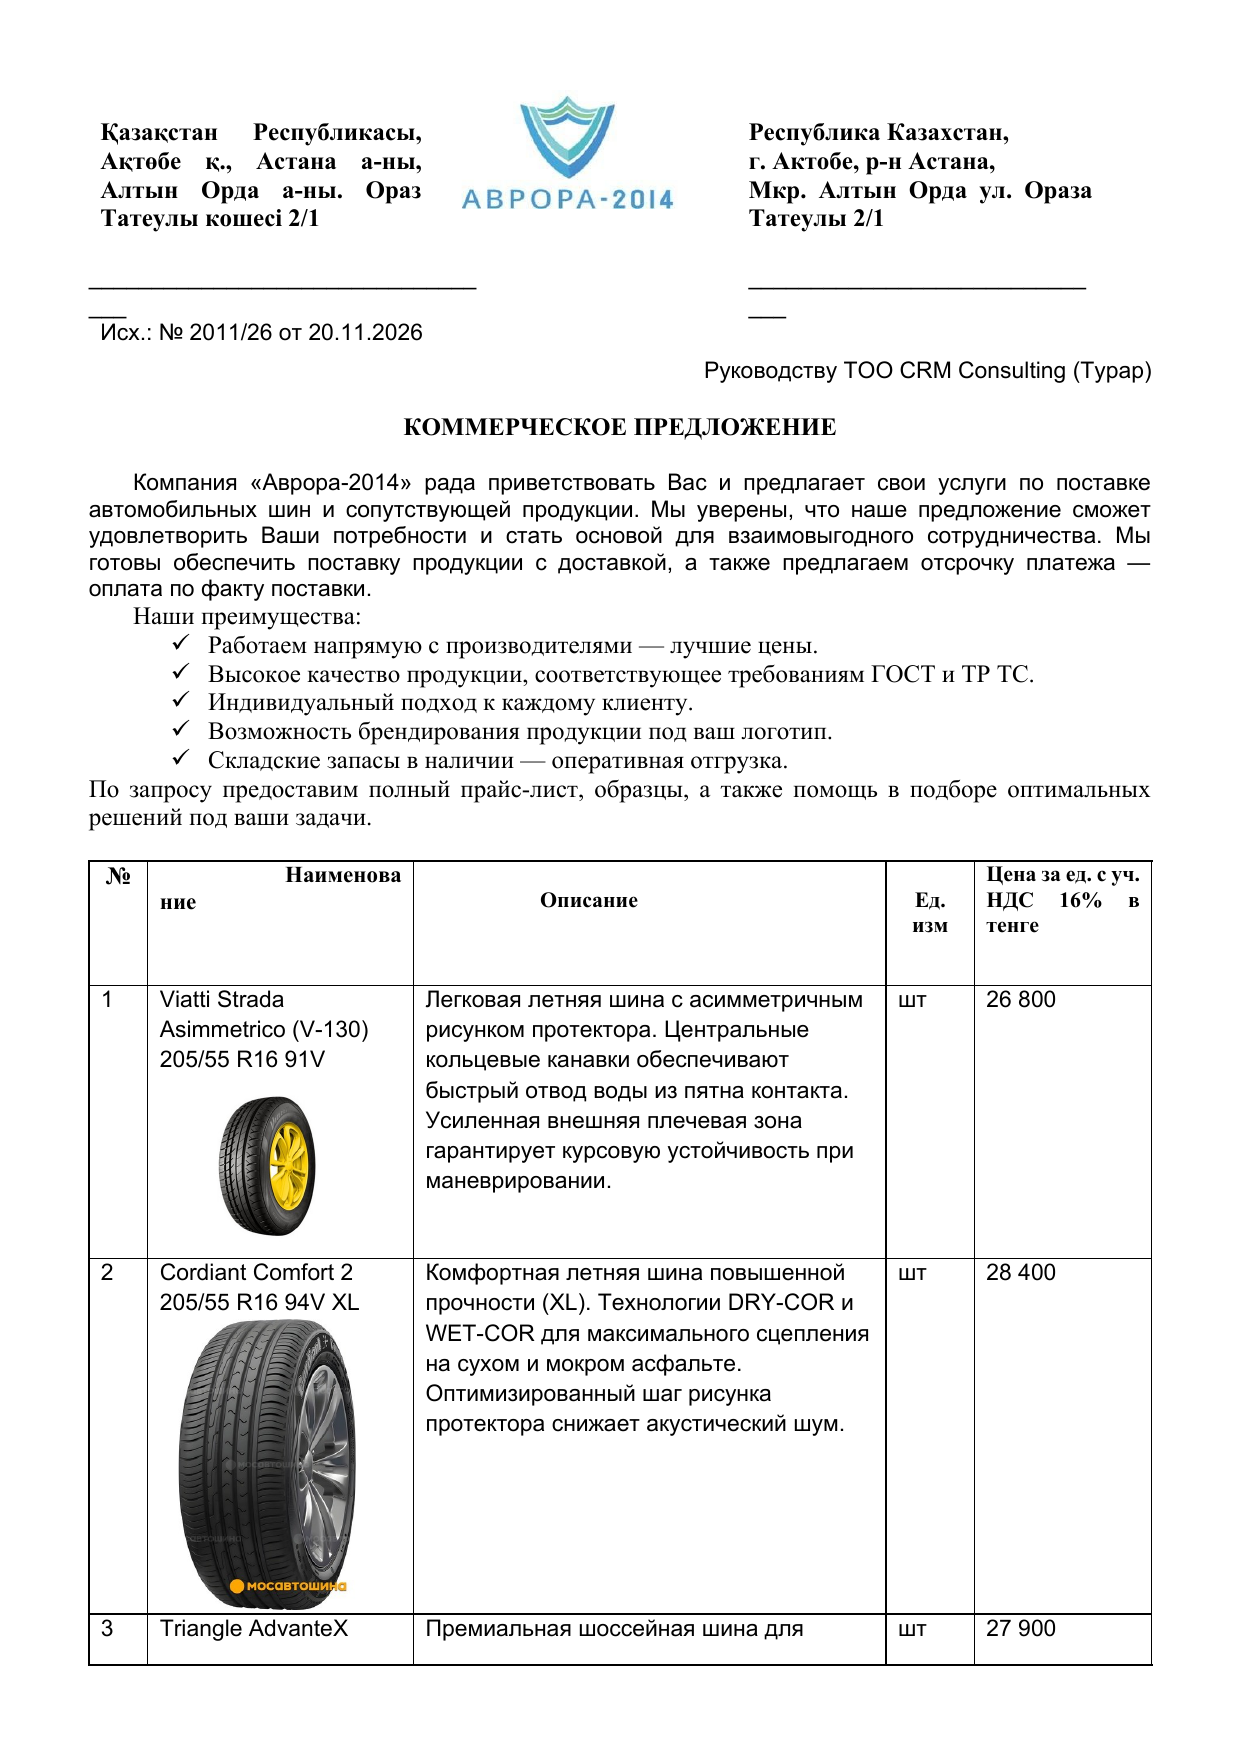 Қазақстан Республикасы,
Ақтөбе қ., Астана а-ны,
Алтын Орда а-ны. Ораз
Татеулы кошесі 2/1
АВРОРА-2014
Республика Казахстан,
г. Актобе, р-н Астана,
Мкр. Алтын Орда ул. Ораза
Татеулы 2/1
Исх.: № 2011/26 от 20.11.2026
Руководству ТОО CRM Consulting (Турар)
КОММЕРЧЕСКОЕ ПРЕДЛОЖЕНИЕ
Компания «Аврора-2014» рада приветствовать Вас и предлагает свои услуги по поставке
автомобильных шин и сопутствующей продукции. Мы уверены, что наше предложение сможет
удовлетворить Ваши потребности и стать основой для взаимовыгодного сотрудничества. Мы
готовы обеспечить поставку продукции с доставкой, а также предлагаем отсрочку платежа —
оплата по факту поставки.
Наши преимущества:
✓ Работаем напрямую с производителями — лучшие цены.
✓ Высокое качество продукции, соответствующее требованиям ГОСТ и ТР ТС.
✓ Индивидуальный подход к каждому клиенту.
✓ Возможность брендирования продукции под ваш логотип.
✓ Складские запасы в наличии — оперативная отгрузка.
По запросу предоставим полный прайс-лист, образцы, а также помощь в подборе оптимальных
решений под ваши задачи.
№
Наименова
ние
Описание
Ед.
изм
Цена за ед. с уч.
НДС 16% в
тенге
1
Viatti Strada
Asimmetrico (V-130)
205/55 R16 91V
Легковая летняя шина с асимметричным
рисунком протектора. Центральные
кольцевые канавки обеспечивают
быстрый отвод воды из пятна контакта.
Усиленная внешняя плечевая зона
гарантирует курсовую устойчивость при
маневрировании.
шт
26 800
2
Cordiant Comfort 2
205/55 R16 94V XL
мосавтошина
Комфортная летняя шина повышенной
прочности (XL). Технологии DRY-COR и
WET-COR для максимального сцепления
на сухом и мокром асфальте.
Оптимизированный шаг рисунка
протектора снижает акустический шум.
шт
28 400
3
Triangle AdvanteX
Премиальная шоссейная шина для
шт
27 900